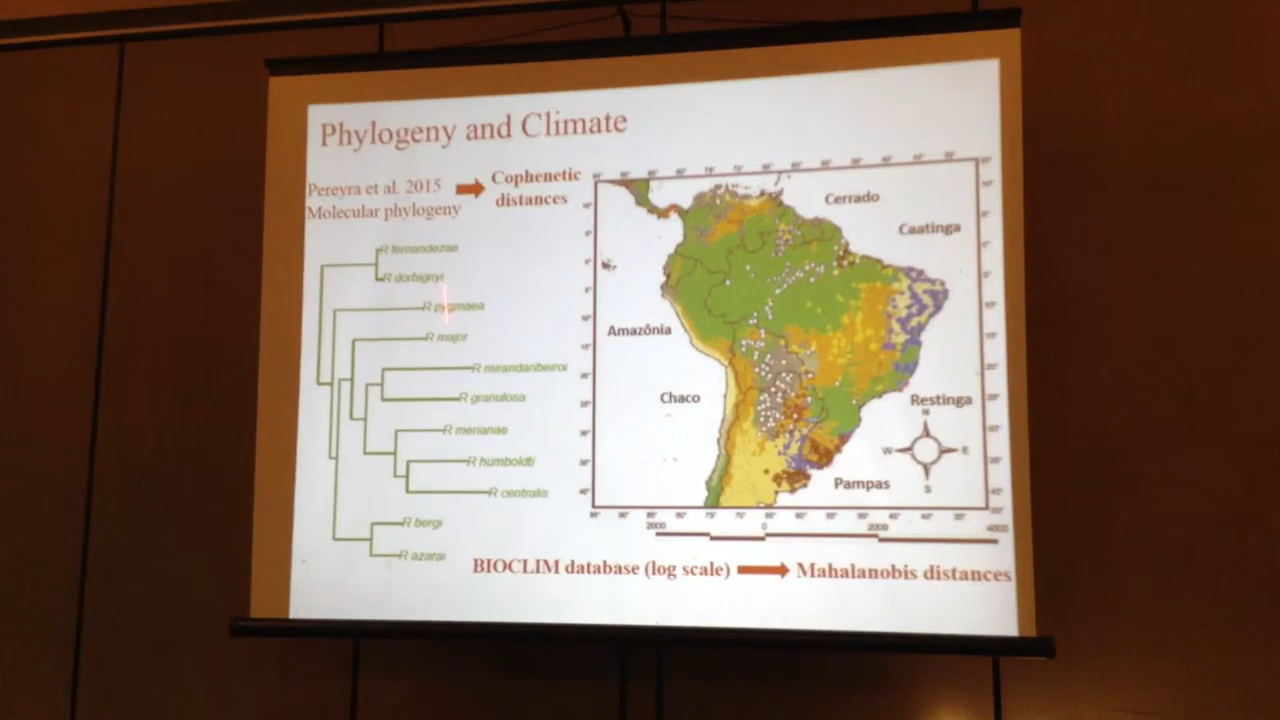 Phylogeny and Climate
Pereyra et al. 2015
Molecular phylogeny
Cophenetic
distances
R fernandezae
R dorbignyi
R pygmaea
R major
R mirandaribeiroi
R granulosa
R merianae
R humboldti
R centralis
R bergi
R azarai
Cerrado
Caatinga
Amazônia
Chaco
Restinga
Pampas
N
W
E
S
2000
0
2000
4000
BIOCLIM database (log scale)
Mahalanobis distances